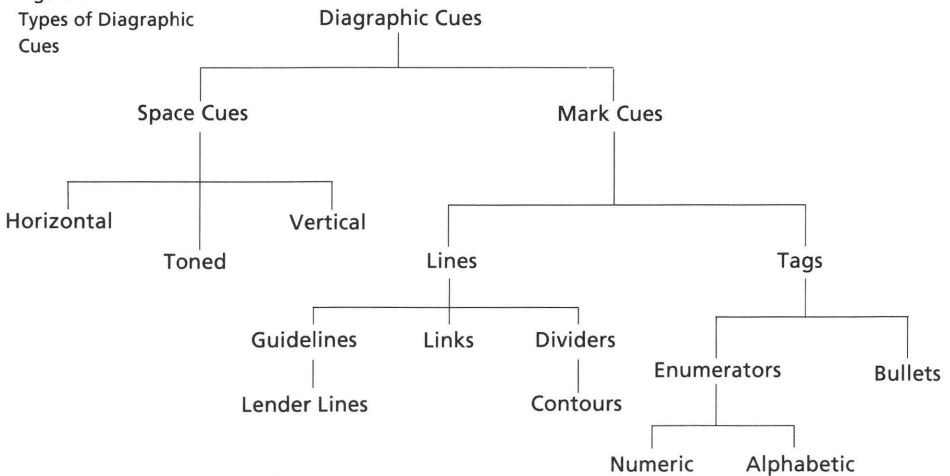 Types of Diagraphic
Cues
Diagraphic Cues
Space Cues
Mark Cues
Horizontal
Vertical
Toned
Lines
Tags
Guidelines
Links
Dividers
Enumerators
Bullets
Lender Lines
Contours
Numeric
Alphabetic